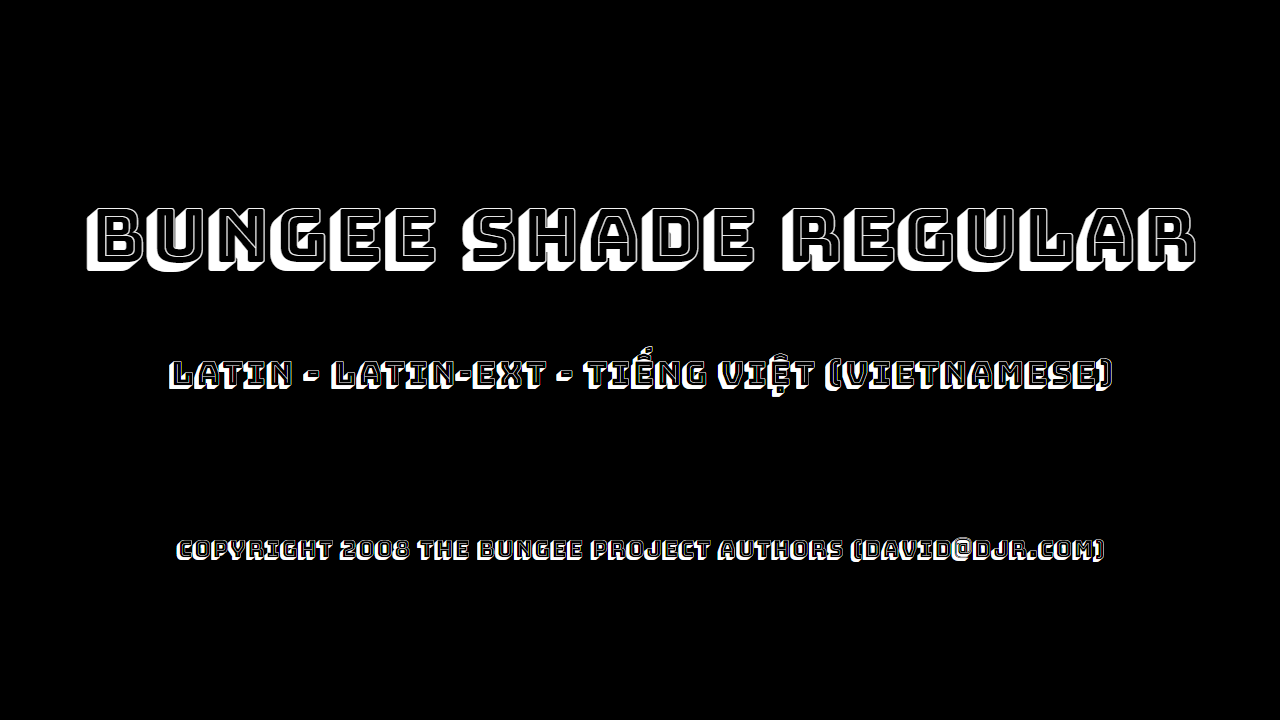 BUNGEE SHADE REGULAR
LATIN - LATIN-EXT - TIẾNG VIỆT (VIETNAMESE)
COPYRIGHT 2008 THE BUNGEE PROJECT AUTHORS (DAVID@DJR.COM)